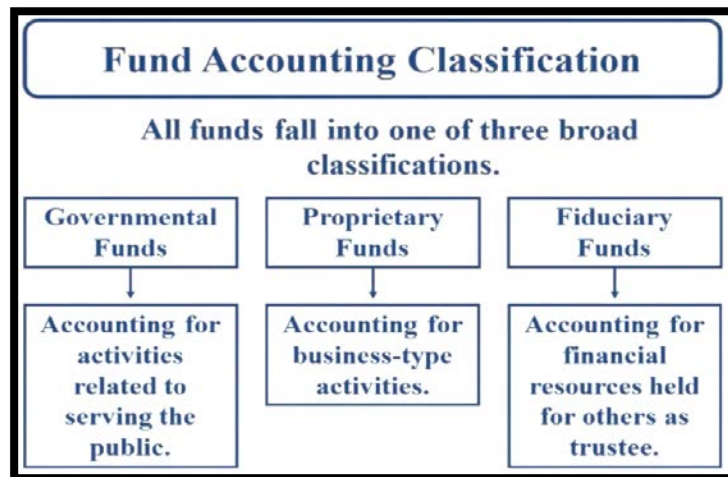 Fund Accounting Classification
All funds fall into one of three broad
classifications.
Governmental
Funds
Proprietary
Funds
Fiduciary
Funds
Accounting for
activities
related to
serving the
public.
Accounting for
business-type
activities.
Accounting for
financial
resources held
for others as
trustee.